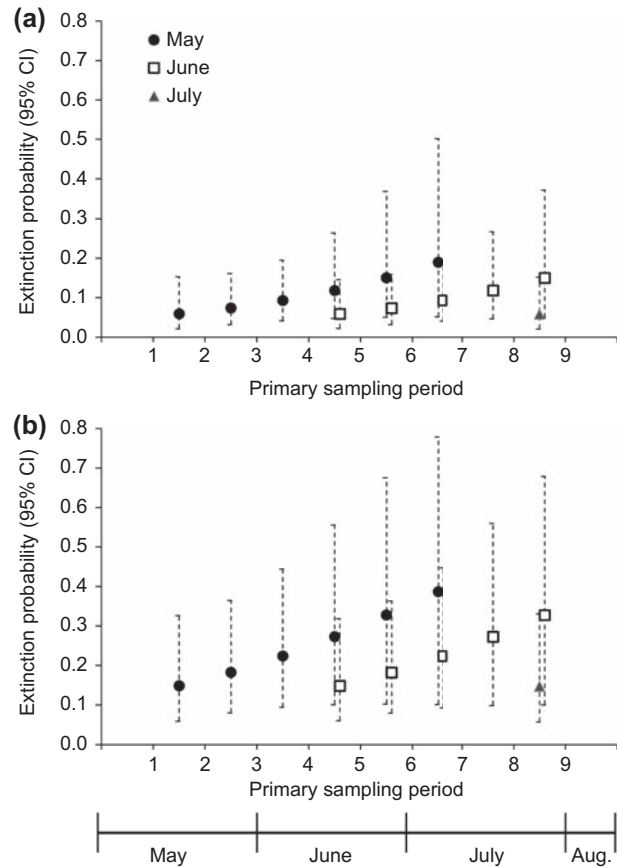 (a)
Extinction probability (95% CI)
0.8
0.7
0.6
0.5
0.4
0.3
0.2
0.1
0.0
May
June
July
1 2 3 4 5 6 7 8 9
Primary sampling period
(b)
Extinction probability (95% CI)
0.8
0.7
0.6
0.5
0.4
0.3
0.2
0.1
0.0
1 2 3 4 5 6 7 8 9
Primary sampling period
May June July Aug.